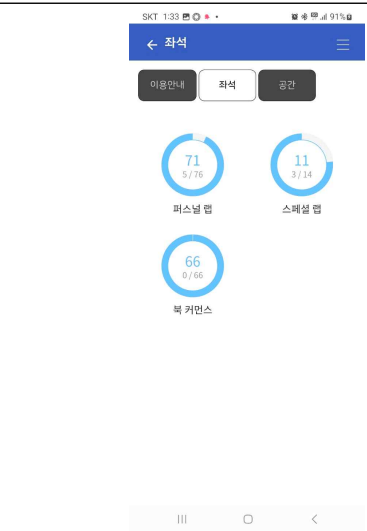 SKT 1:33
91%
좌석
이용안내 좌석 공간
71
5 / 76
퍼스널 랩
11
3 / 14
스페셜 랩
66
0 / 66
북 커먼스